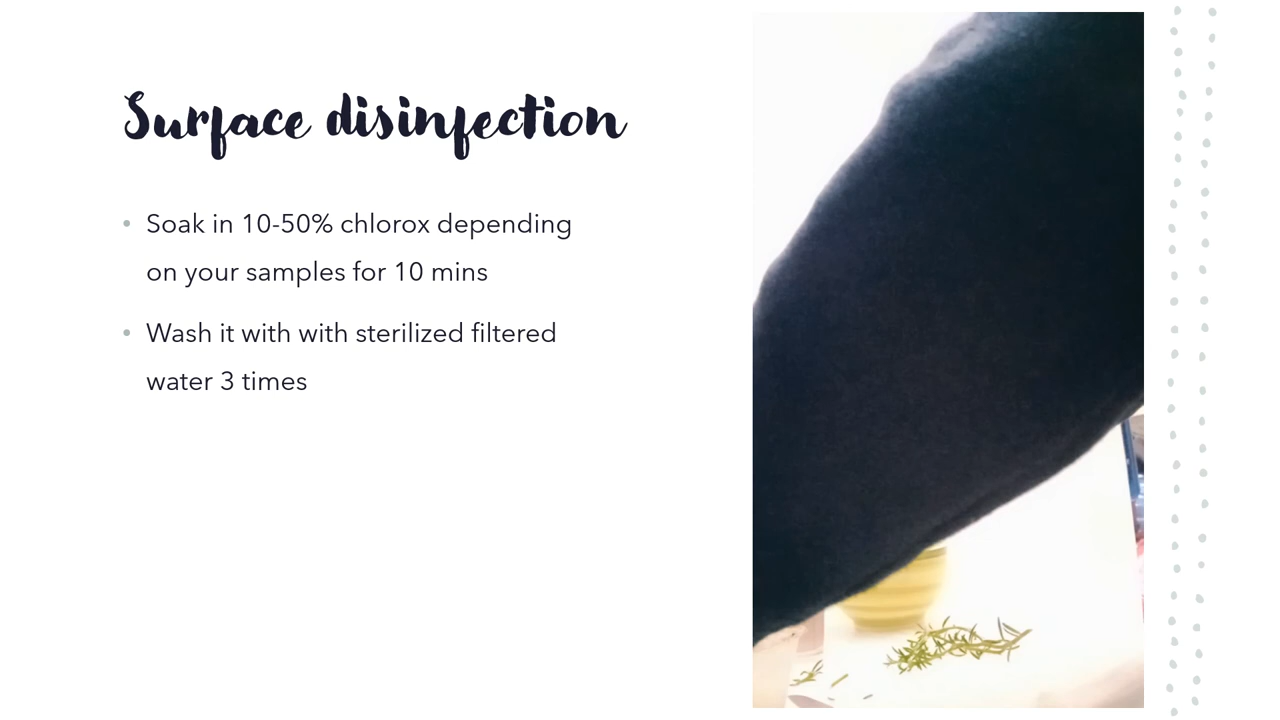 Surface disinfection
• Soak in 10-50% chlorox depending
on your samples for 10 mins
• Wash it with with sterilized filtered
water 3 times